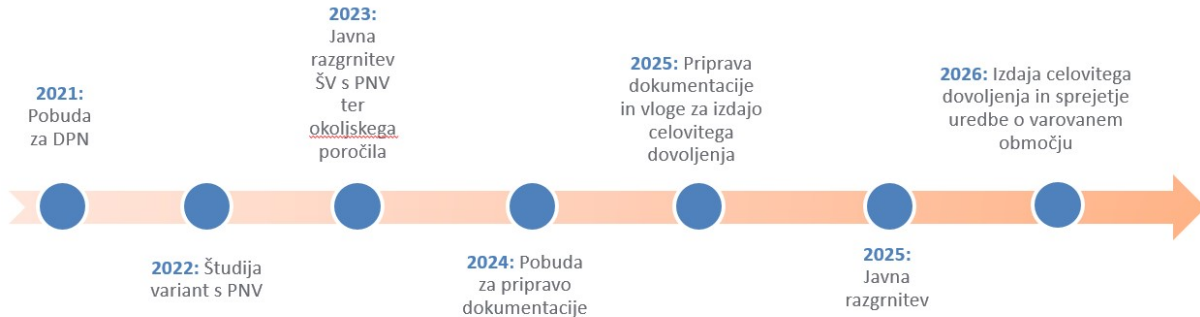 2021:
Pobuda
za DPN
2022: Študija
variant s PNV
2023:
Javna
razgrnitev
ŠV s PNV
ter
okoljskega
poročila
2024: Pobuda
za pripravo
dokumentacije
2025: Priprava
dokumentacije
in vloge za izdajo
celovitega
dovoljenja
2025:
Javna
razgrnitev
2026: Izdaja celovitega
dovoljenja in sprejetje
uredbe o varovanem
območju